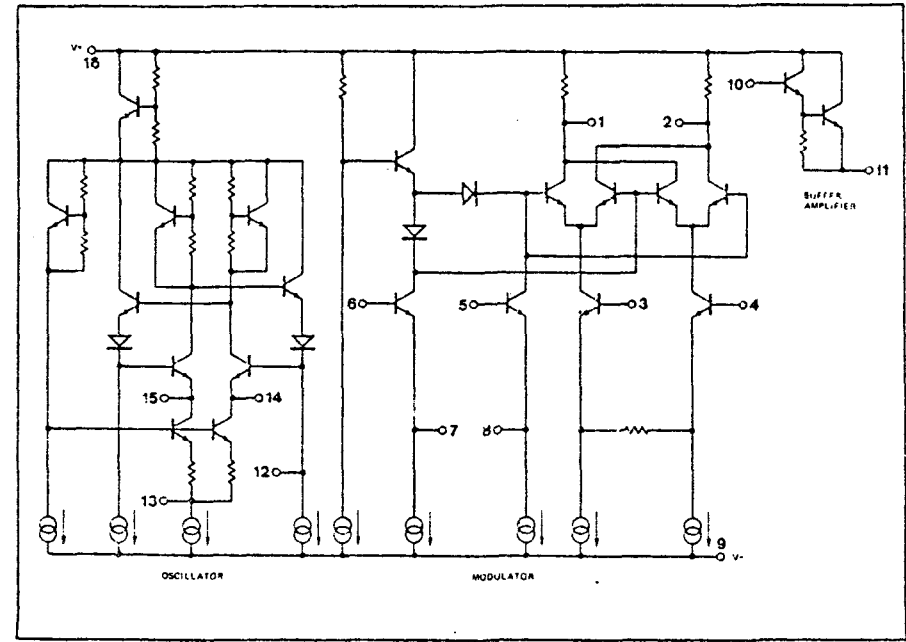 V+
16
10
1
2
11
BUFFER
AMPLIFIER
6
5
3
4
15
14
7
8
12
13
9
V-
OSCILLATOR
MODULATOR